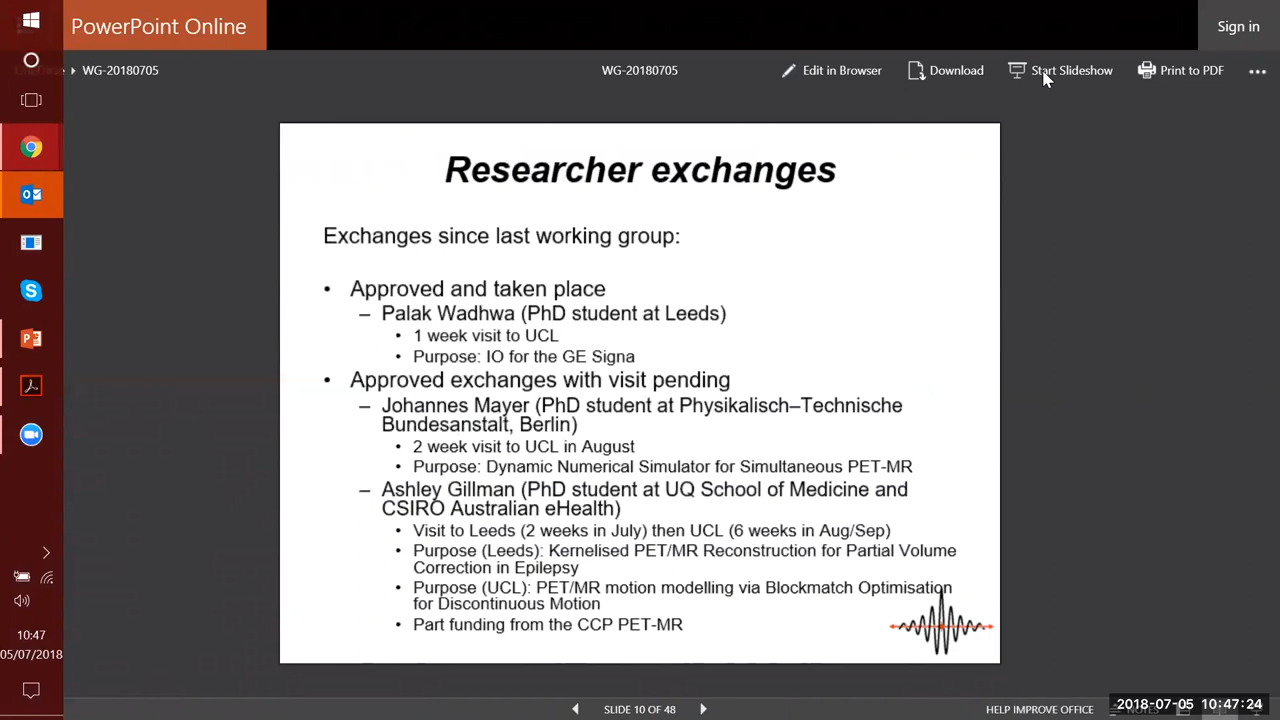 PowerPoint Online
Sign in
WG-20180705
WG-20180705
Edit in Browser
Download
Start Slideshow
Print to PDF
Researcher exchanges
Exchanges since last working group:
• Approved and taken place
– Palak Wadhwa (PhD student at Leeds)
• 1 week visit to UCL
• Purpose: IO for the GE Signa
• Approved exchanges with visit pending
– Johannes Mayer (PhD student at Physikalisch–Technische
Bundesanstalt, Berlin)
• 2 week visit to UCL in August
• Purpose: Dynamic Numerical Simulator for Simultaneous PET-MR
– Ashley Gillman (PhD student at UQ School of Medicine and
CSIRO Australian eHealth)
• Visit to Leeds (2 weeks in July) then UCL (6 weeks in Aug/Sep)
• Purpose (Leeds): Kernelised PET/MR Reconstruction for Partial Volume
Correction in Epilepsy
• Purpose (UCL): PET/MR motion modelling via Blockmatch Optimisation
for Discontinuous Motion
• Part funding from the CCP PET-MR
10:47
05/07/2018
SLIDE 10 OF 48
HELP IMPROVE OFFICE
NOTES
2018-07-05 10:47:24